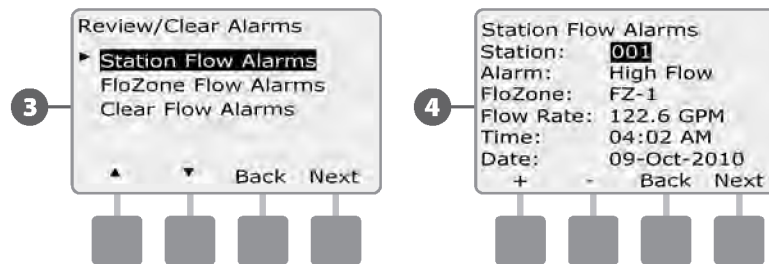 3
Review/Clear Alarms
Station Flow Alarms
FloZone Flow Alarms
Clear Flow Alarms
Back Next
4
Station Flow Alarms
Station: 001
Alarm: High Flow
FloZone: FZ-1
Flow Rate: 122.6 GPM
Time: 04:02 AM
Date: 09-Oct-2010
+ - Back Next